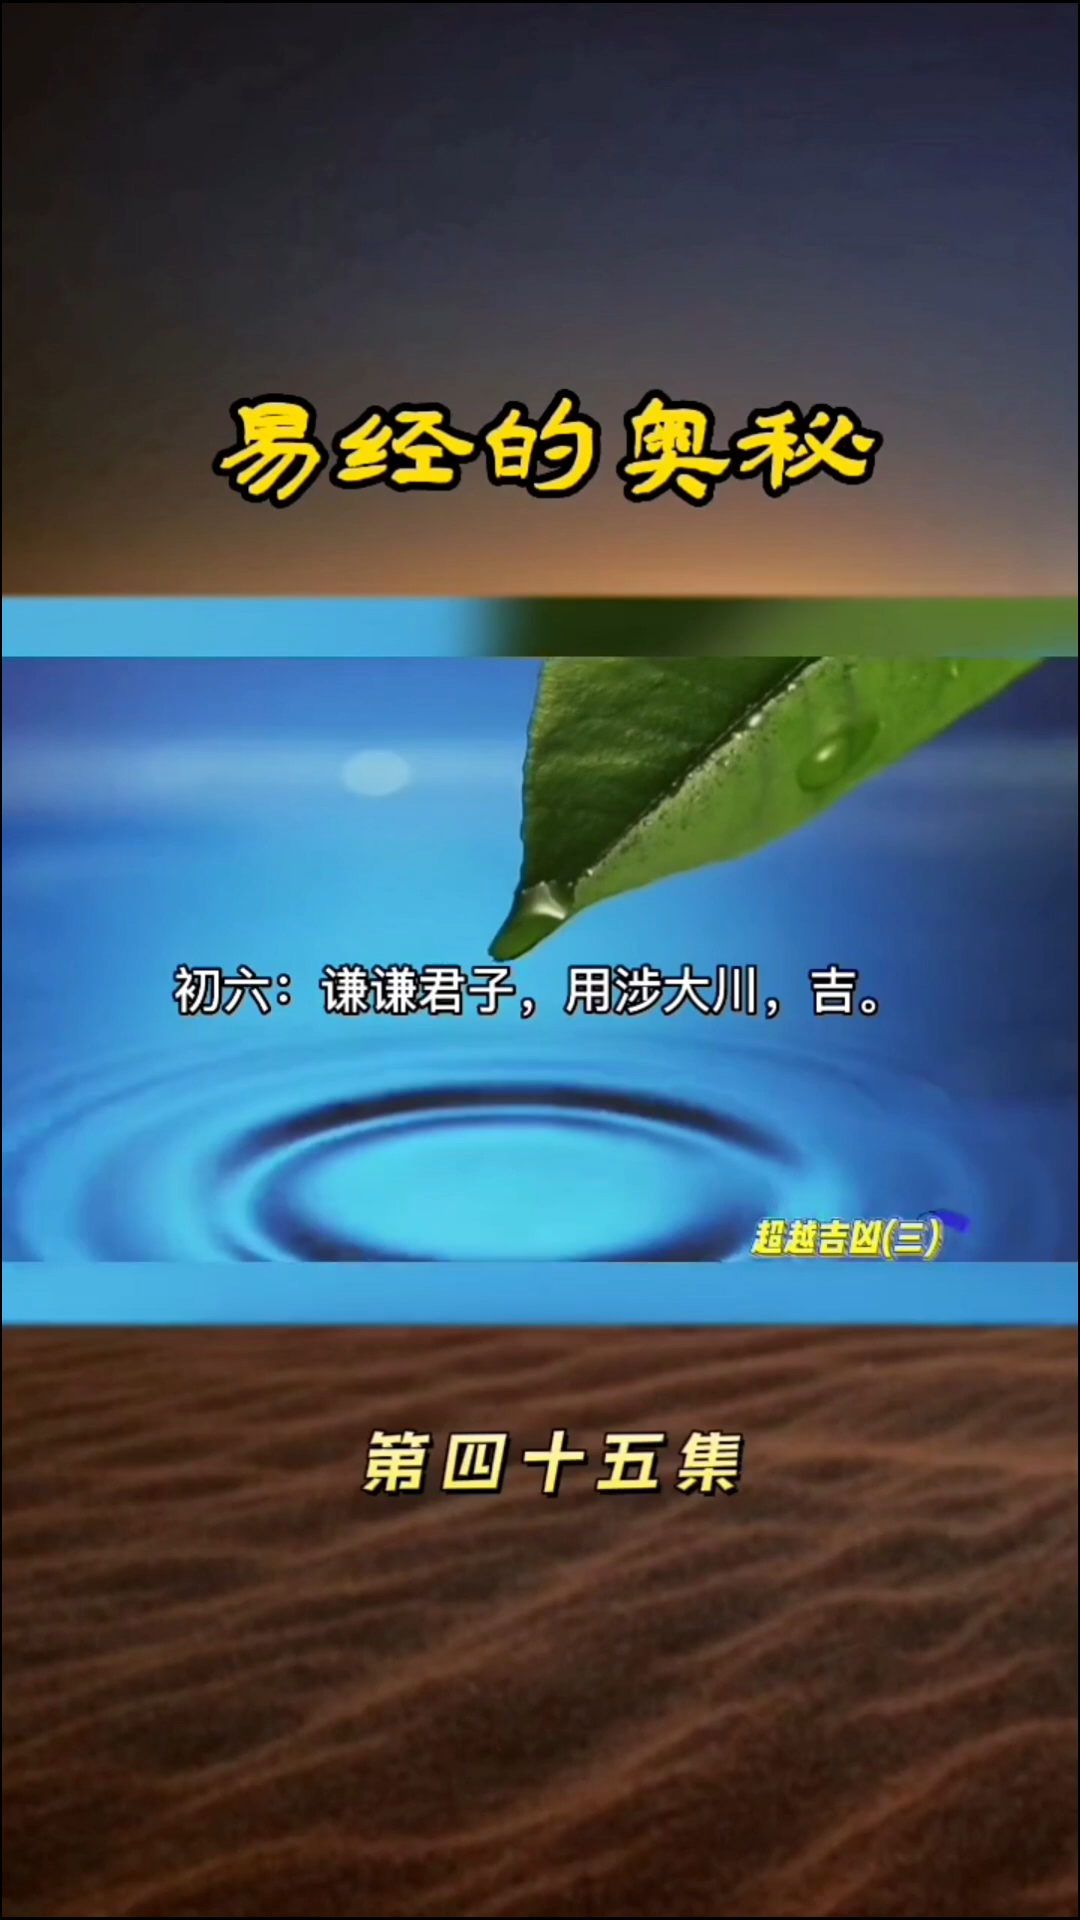 易经的奥秘
初六：谦谦君子，用涉大川，吉。
超越吉凶(三)
第四十五集